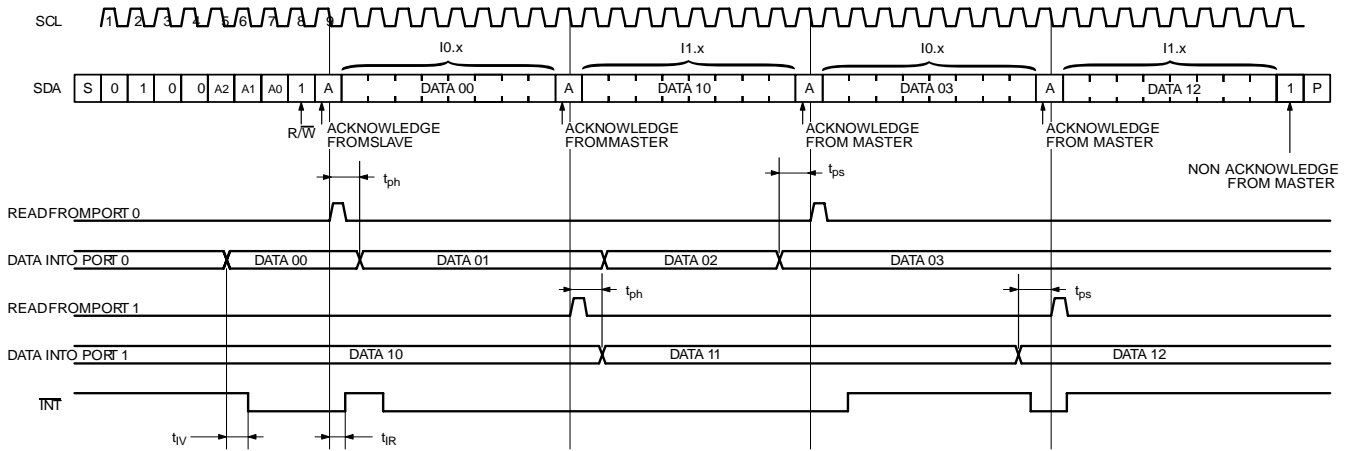 SCL 1 2 3 4 5 6 7 8 9
I0.x I1.x I0.x I1.x
SDA S 0 1 0 0 A2 A1 A0 1 A DATA 00 A DATA 10 A DATA 03 A DATA 12 1 P
R/W ACKNOWLEDGE ACKNOWLEDGE ACKNOWLEDGE ACKNOWLEDGE
FROMSLAVE FROMMASTER FROM MASTER FROM MASTER
NON ACKNOWLEDGE
FROM MASTER
tph tps
READFROMPORT 0
DATA INTO PORT 0 DATA 00 DATA 01 DATA 02 DATA 03
tph tps
READFROMPORT 1
DATA INTO PORT 1 DATA 10 DATA 11 DATA 12
INT
tIV tIR